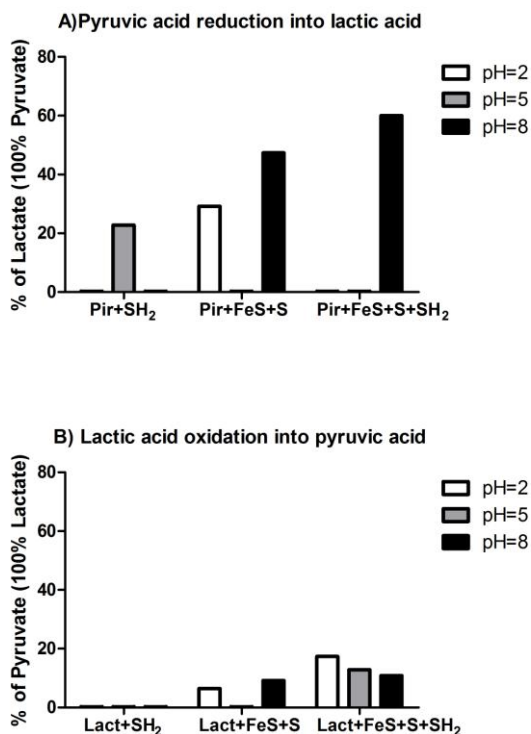 A)Pyruvic acid reduction into lactic acid
% of Lactate (100% Pyruvate)
80
60
40
20
0
pH=2
pH=5
pH=8
Pir+SH₂
Pir+FeS+S
Pir+FeS+S+SH₂
B) Lactic acid oxidation into pyruvic acid
% of Pyruvate (100% Lactate)
80
60
40
20
0
pH=2
pH=5
pH=8
Lact+SH₂
Lact+FeS+S
Lact+FeS+S+SH₂